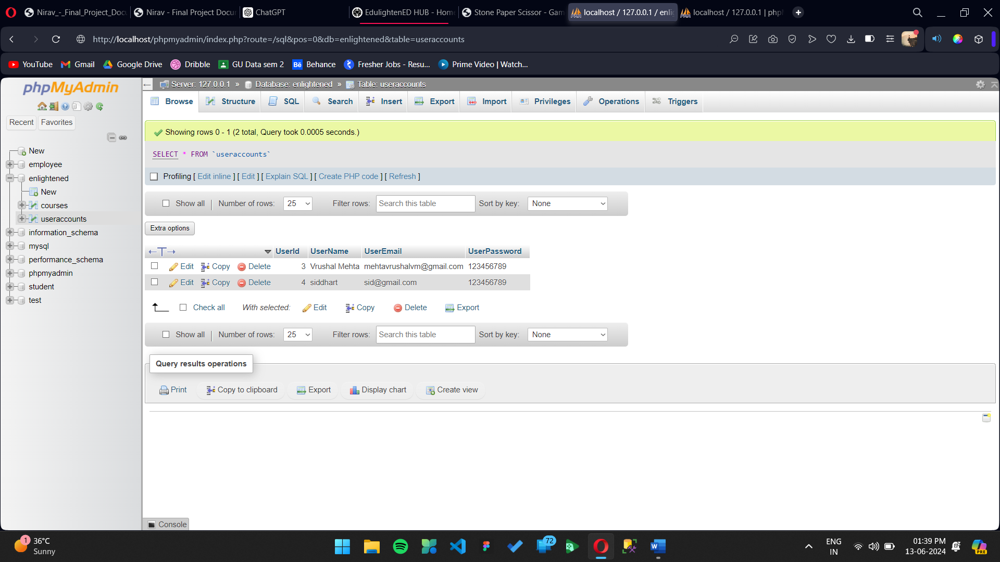 Nirav_-_Final_Project_Docu
Nirav - Final Project Docum
ChatGPT
EdulightenED HUB - Home
Stone Paper Scissor - Gam
localhost / 127.0.0.1 / enli
localhost / 127.0.0.1 | php
http://localhost/phpmyadmin/index.php?route=/sql&pos=0&db=enlightened&table=useraccounts
YouTube
Gmail
Google Drive
Dribble
GU Data sem 2
Bē Behance
Fresher Jobs - Resu...
Prime Video | Watch...
phpMyAdmin
Recent
Favorites
New
employee
enlightened
New
courses
useraccounts
information_schema
mysql
performance_schema
phpmyadmin
student
test
Server: 127.0.0.1 » Database: enlightened » Table: useraccounts
Browse
Structure
SQL
Search
Insert
Export
Import
Privileges
Operations
Triggers
Showing rows 0 - 1 (2 total, Query took 0.0005 seconds.)
SELECT * FROM `useraccounts`
Profiling [ Edit inline ] [ Edit ] [ Explain SQL ] [ Create PHP code ] [ Refresh ]
Show all | Number of rows: 25 Filter rows: Search this table Sort by key: None
Extra options
←T→ UserId UserName UserEmail UserPassword
Edit Copy Delete 3 Vrushal Mehta mehtavrushalvm@gmail.com 123456789
Edit Copy Delete 4 siddhart sid@gmail.com 123456789
Check all With selected: Edit Copy Delete Export
Show all | Number of rows: 25 Filter rows: Search this table Sort by key: None
Query results operations
Print Copy to clipboard Export Display chart Create view
Console
1
36°C
Sunny
72
ENG
IN
01:39 PM
13-06-2024
PRE